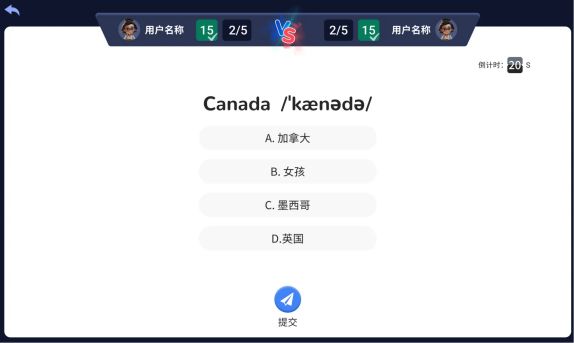 用户名称 15 2/5 VS 2/5 15 用户名称
倒计时: 20 S
Canada /ˈkænədə/
A. 加拿大
B. 女孩
C. 墨西哥
D.英国
提交